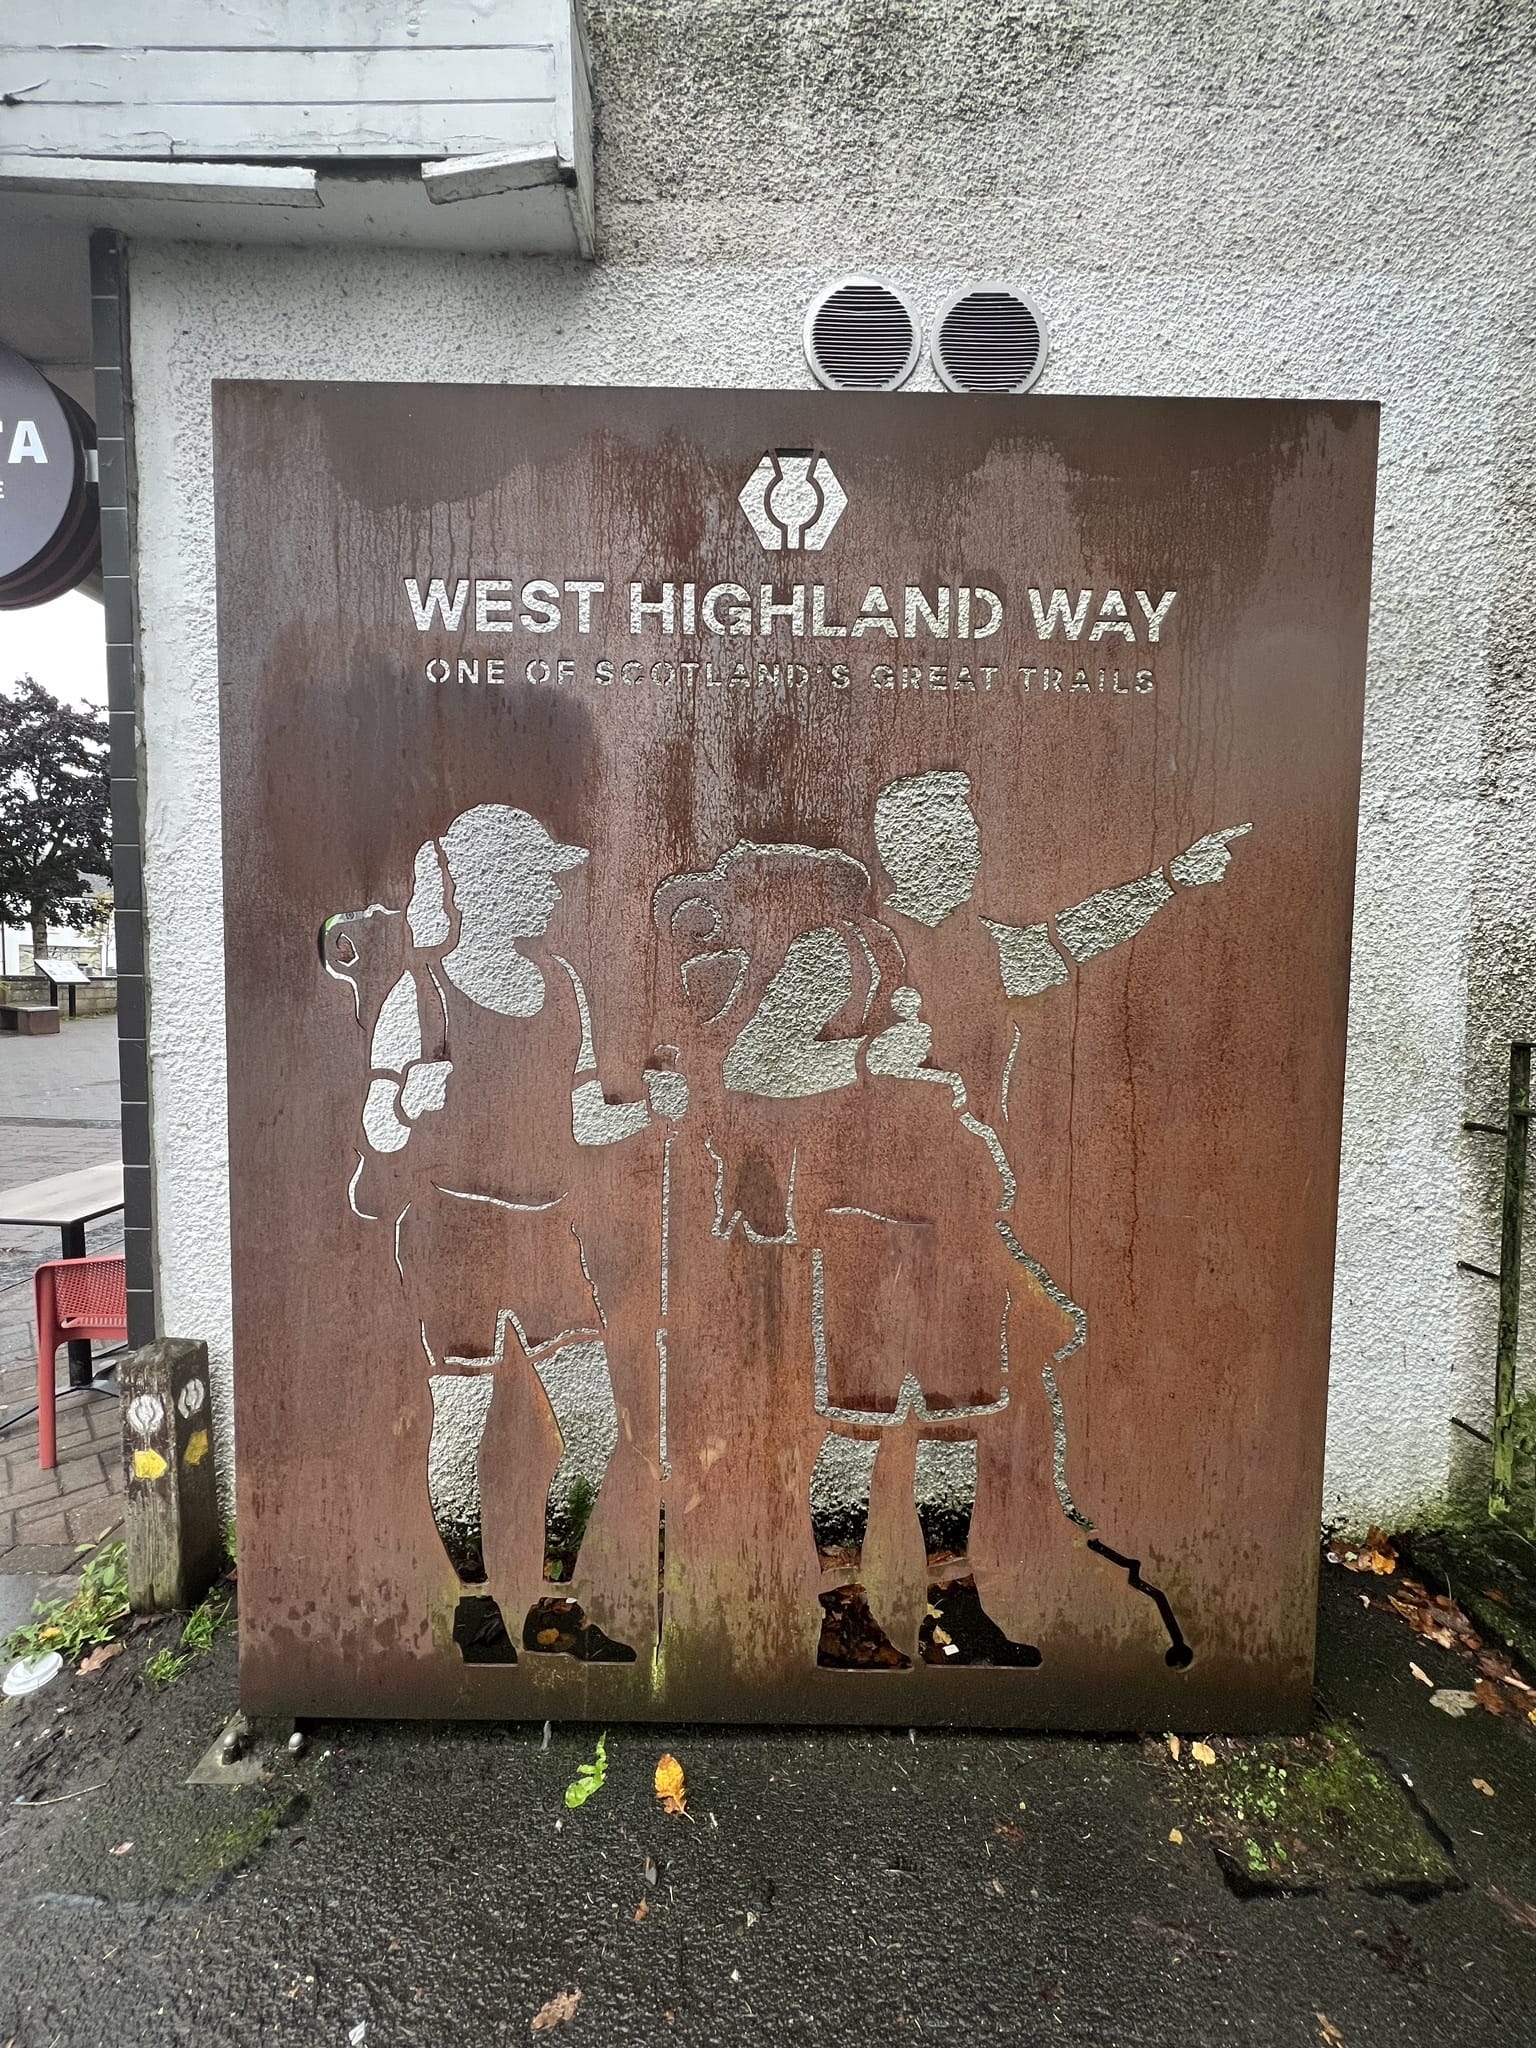 WEST HIGHLAND WAY
ONE OF SCOTLAND'S GREAT TRAILS